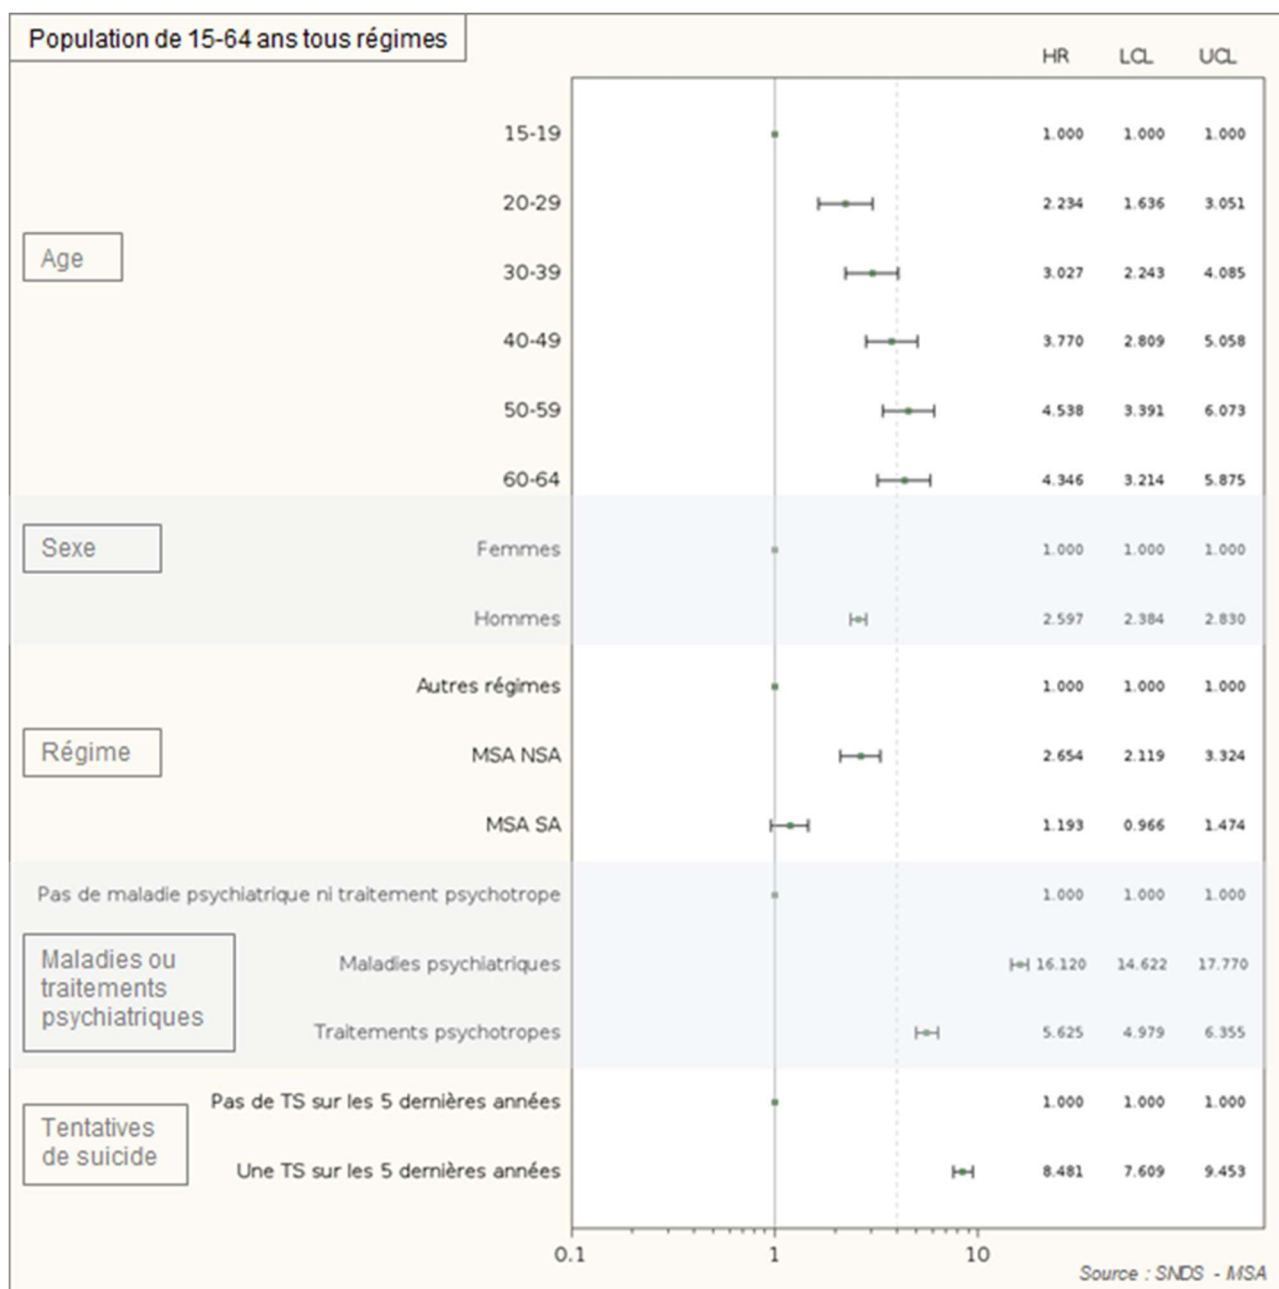 Population de 15-64 ans tous régimes
HR LCL UCL
15-19 1.000 1.000 1.000
20-29 2.234 1.636 3.051
Age
30-39 3.027 2.243 4.085
40-49 3.770 2.809 5.058
50-59 4.538 3.391 6.073
60-64 4.346 3.214 5.875
Sexe
Femmes 1.000 1.000 1.000
Hommes 2.597 2.384 2.830
Autres régimes 1.000 1.000 1.000
Régime
MSA NSA 2.654 2.119 3.324
MSA SA 1.193 0.966 1.474
Pas de maladie psychiatrique ni traitement psychotrope 1.000 1.000 1.000
Maladies ou
traitements
psychiatriques
Maladies psychiatriques 16.120 14.622 17.770
Traitements psychotropes 5.625 4.979 6.355
Pas de TS sur les 5 dernières années 1.000 1.000 1.000
Tentatives
de suicide
Une TS sur les 5 dernières années 8.481 7.609 9.453
0.1 1 10
Source : SNDS - MSA